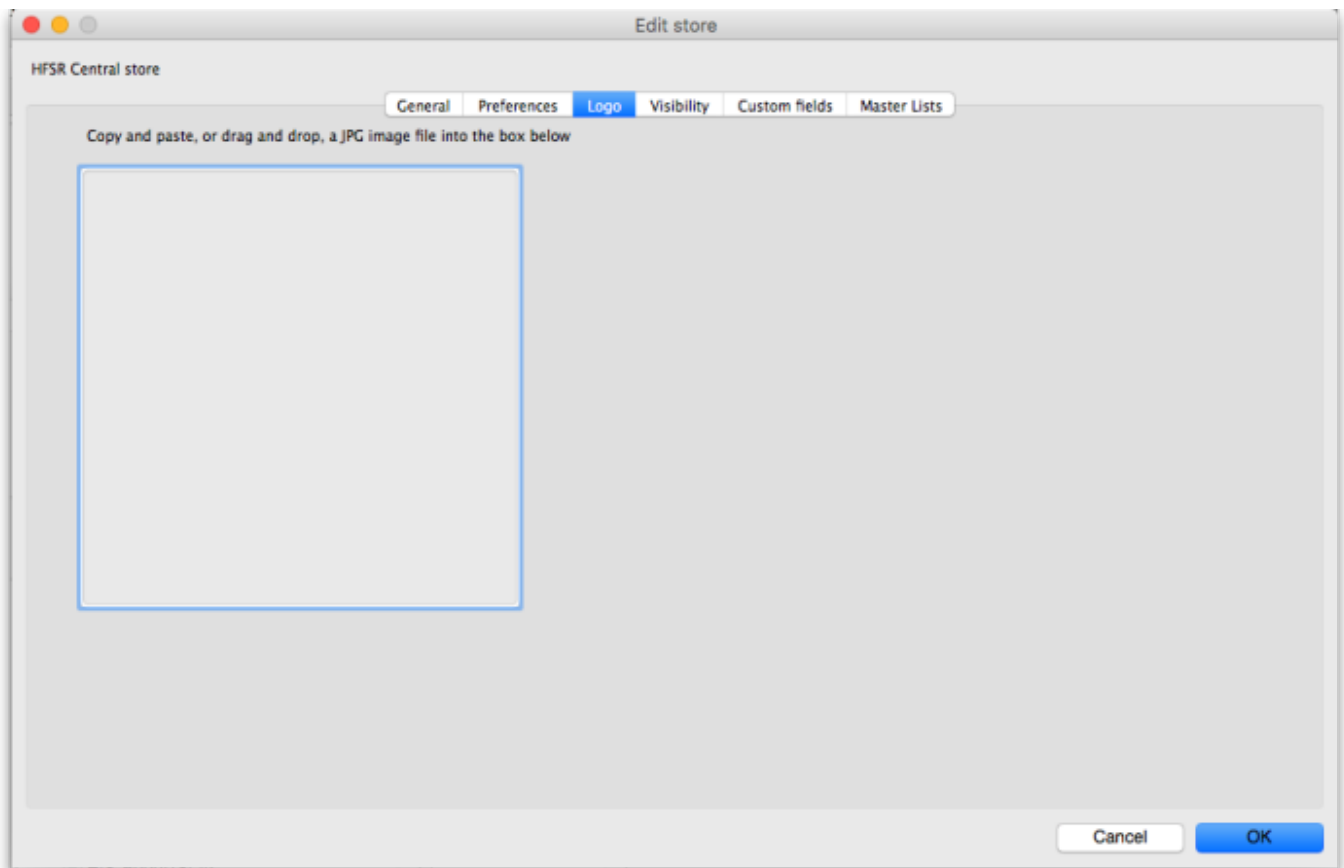 Edit store
HFSR Central store
General Preferences Logo Visibility Custom fields Master Lists
Copy and paste, or drag and drop, a JPG image file into the box below
Cancel OK